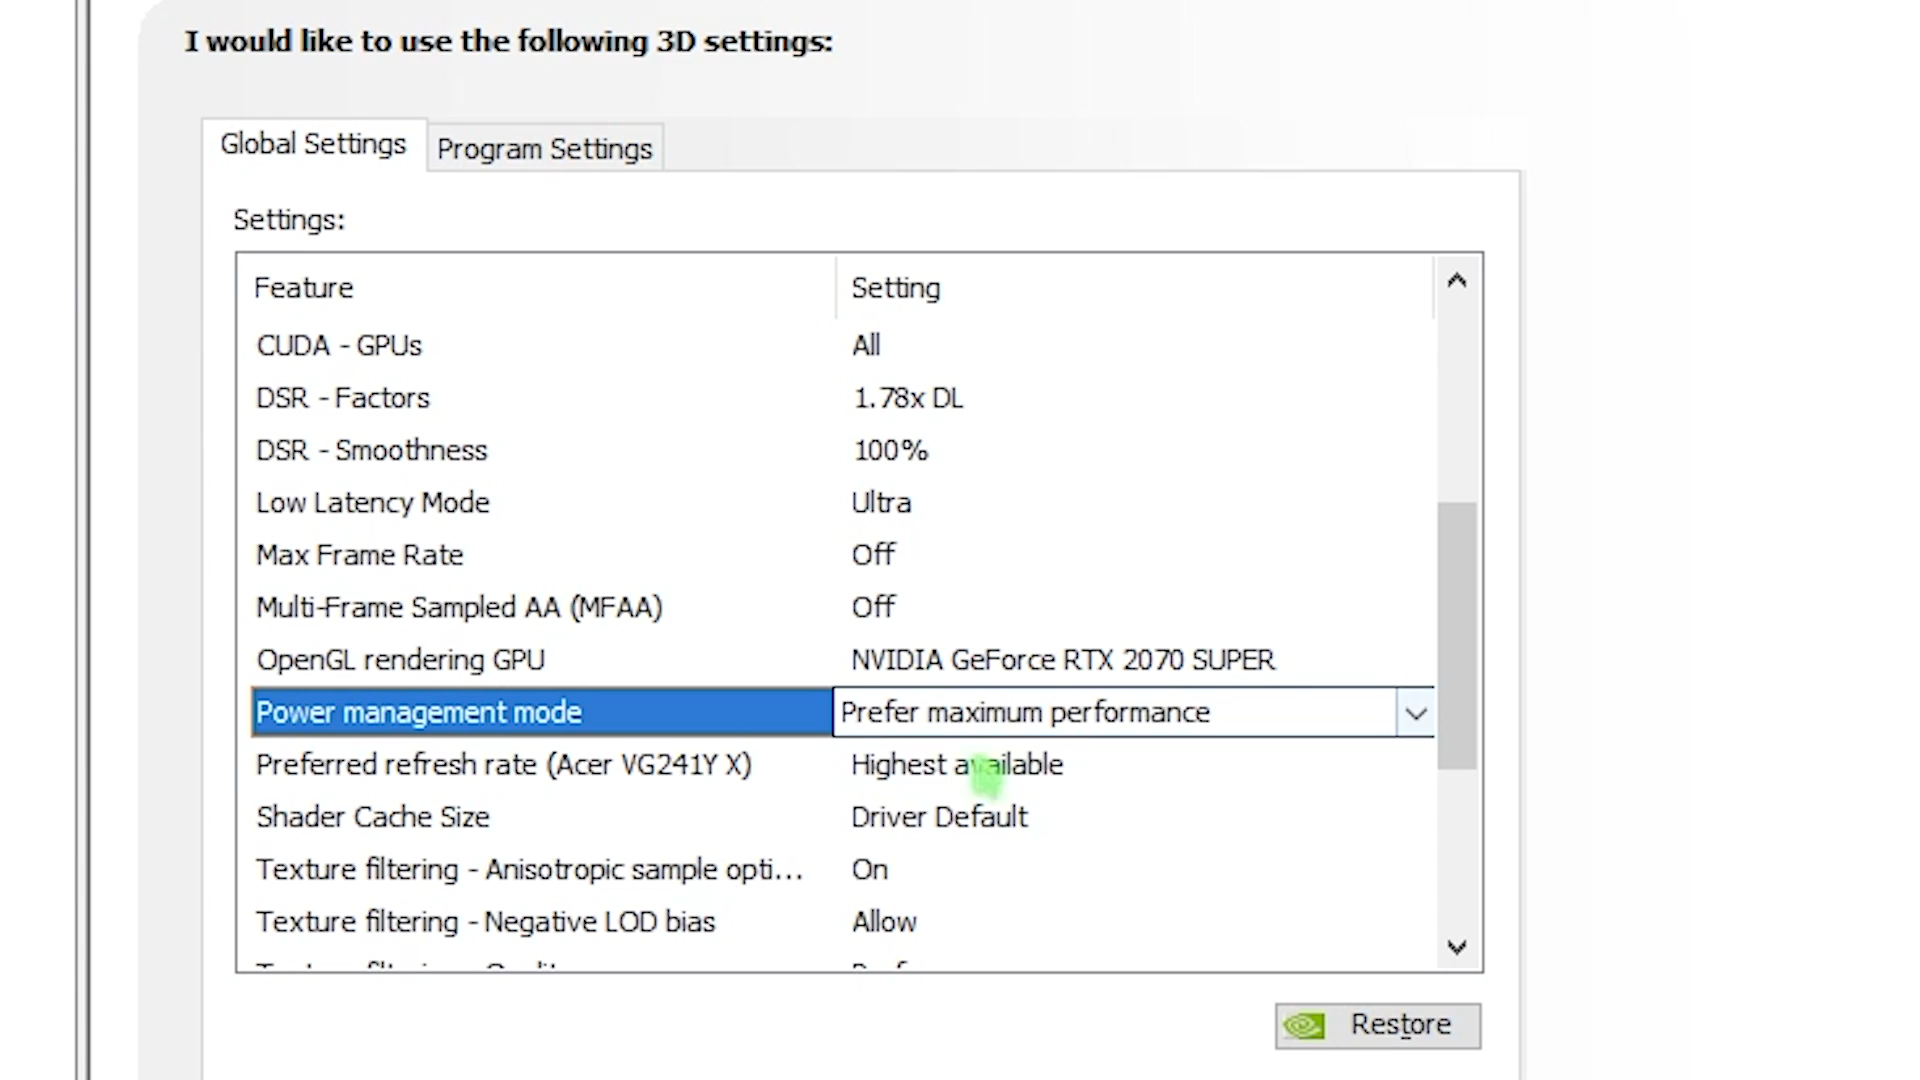 I would like to use the following 3D settings:
Global Settings
Program Settings
Settings:
Feature Setting
CUDA - GPUs All
DSR - Factors 1.78x DL
DSR - Smoothness 100%
Low Latency Mode Ultra
Max Frame Rate Off
Multi-Frame Sampled AA (MFAA) Off
OpenGL rendering GPU NVIDIA GeForce RTX 2070 SUPER
Power management mode Prefer maximum performance
Preferred refresh rate (Acer VG241Y X) Highest available
Shader Cache Size Driver Default
Texture filtering - Anisotropic sample opti... On
Texture filtering - Negative LOD bias Allow
Restore